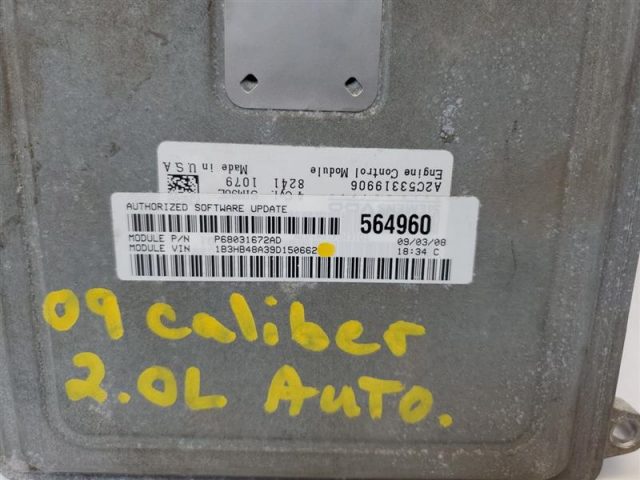 Made in U.S.A
Engine Control Module
8241 1079
A2C53319906
AUTHORIZED SOFTWARE UPDATE
564960
MODULE P/N P68031672AD 09/03/08
MODULE VIN 1B3HB48A39D150662 18:34 C
09 Caliber
2.0L AUTO.